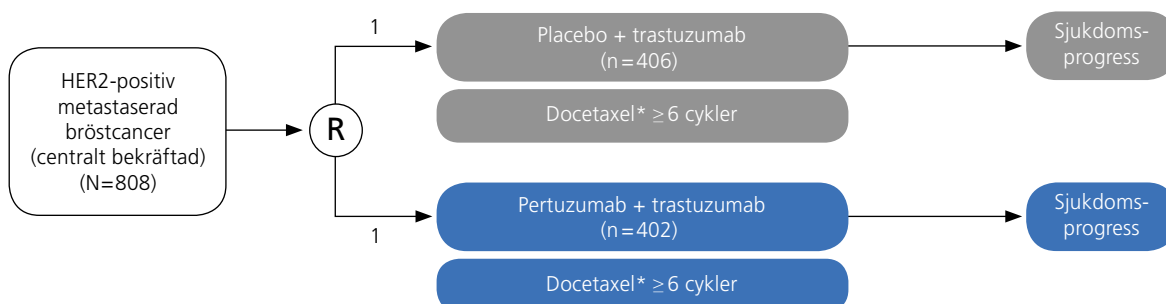 HER2-positiv
metastaserad
bröstcancer
(centralt bekräftad)
(N=808)
R
1
Placebo + trastuzumab
(n=406)
Docetaxel* ≥6 cykler
Sjukdoms-
progress
1
Pertuzumab + trastuzumab
(n=402)
Docetaxel* ≥6 cykler
Sjukdoms-
progress